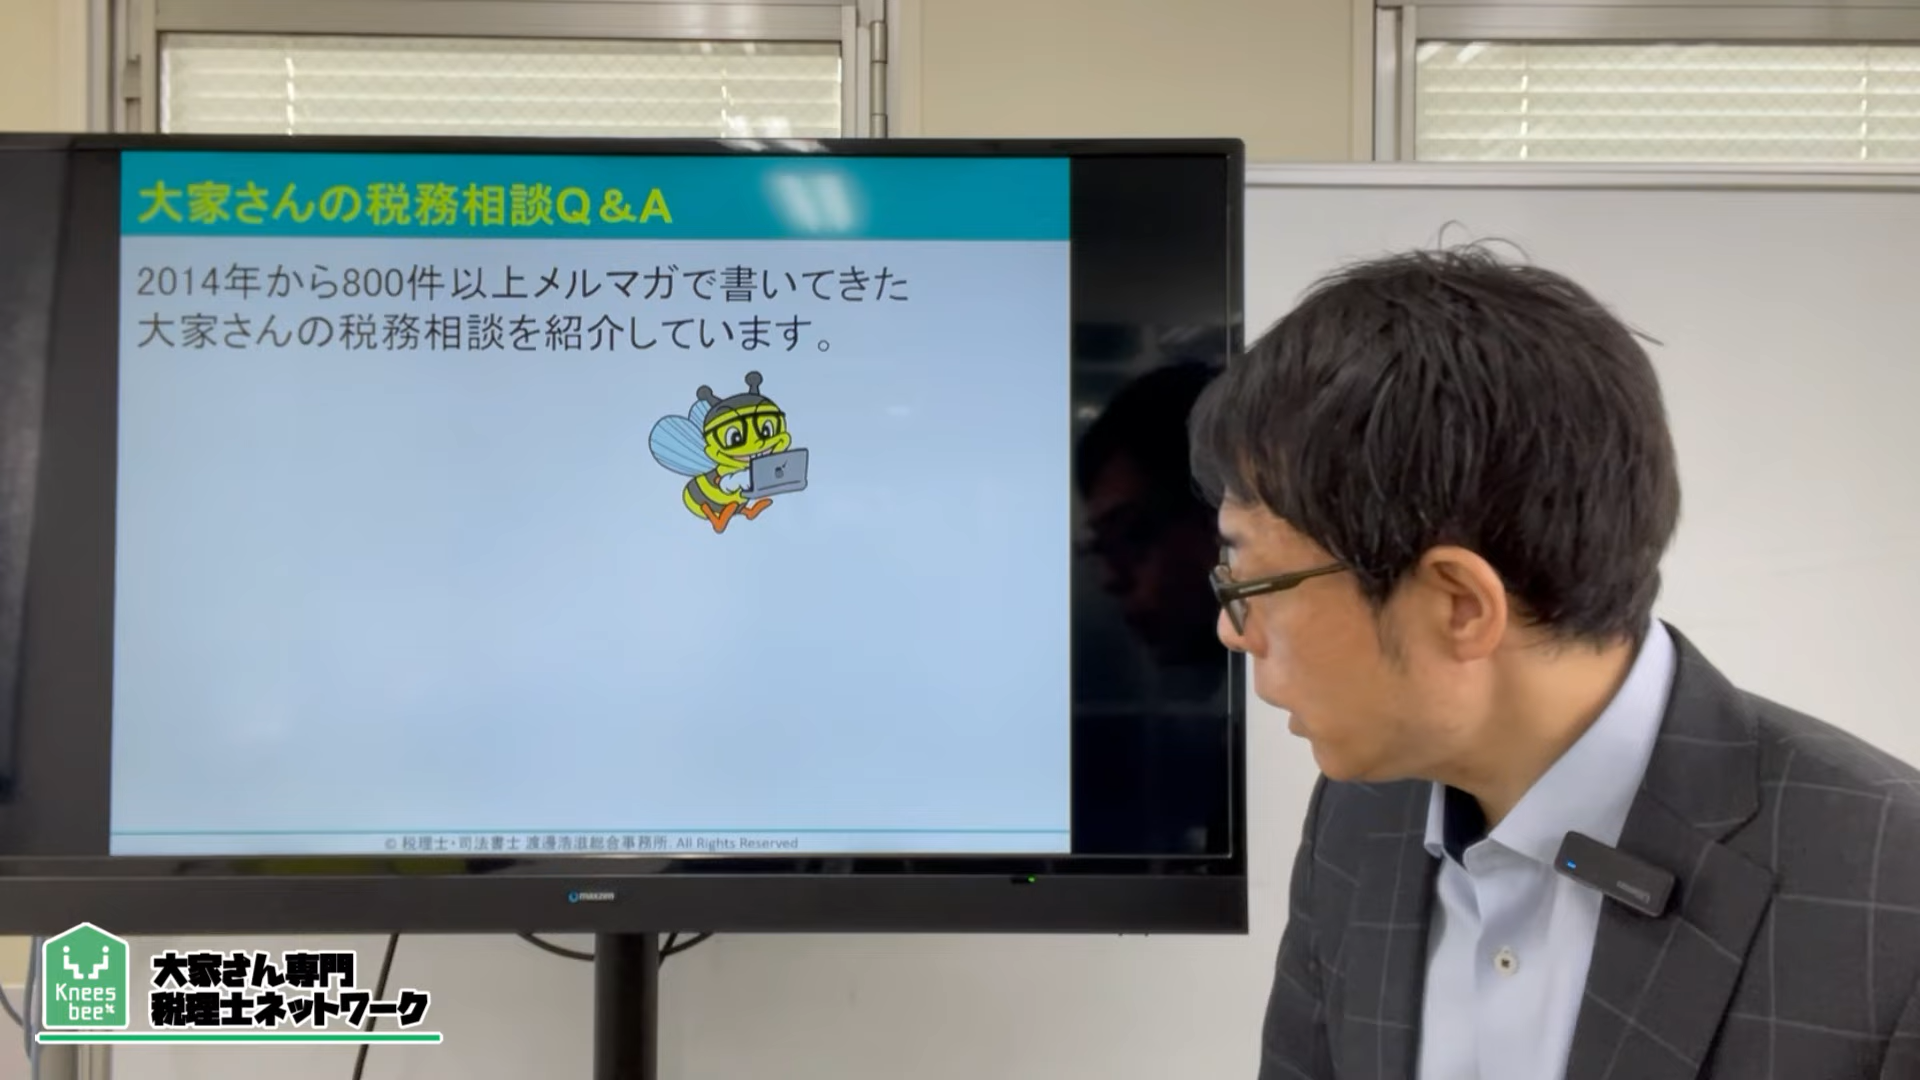 大家さんの税務相談Q&A
2014年から800件以上メルマガで書いてきた
大家さんの税務相談を紹介しています。
© 税理士・司法書士 渡邊浩滋総合事務所. All Rights Reserved
maxzen
Knees
bee
大家さん専門
税理士ネットワーク